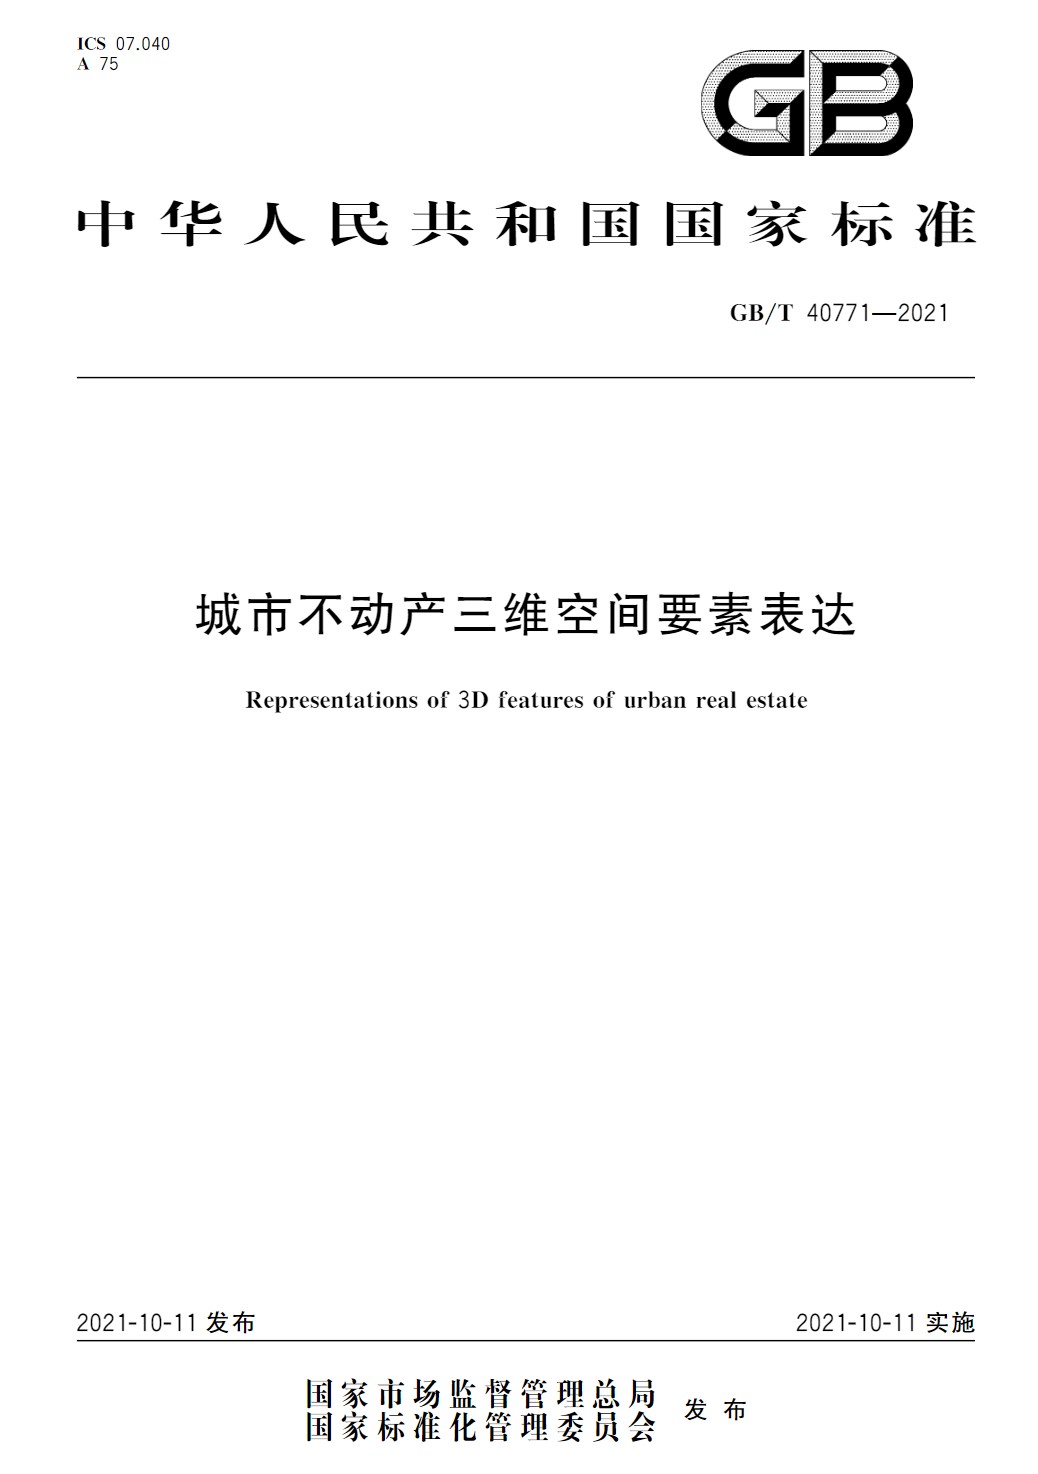 ICS 07.040
A 75
GB
中华人民共和国国家标准
GB/T 40771—2021
城市不动产三维空间要素表达
Representations of 3D features of urban real estate
2021-10-11 发布
2021-10-11 实施
国家市场监督管理总局
国家标准化管理委员会
发布